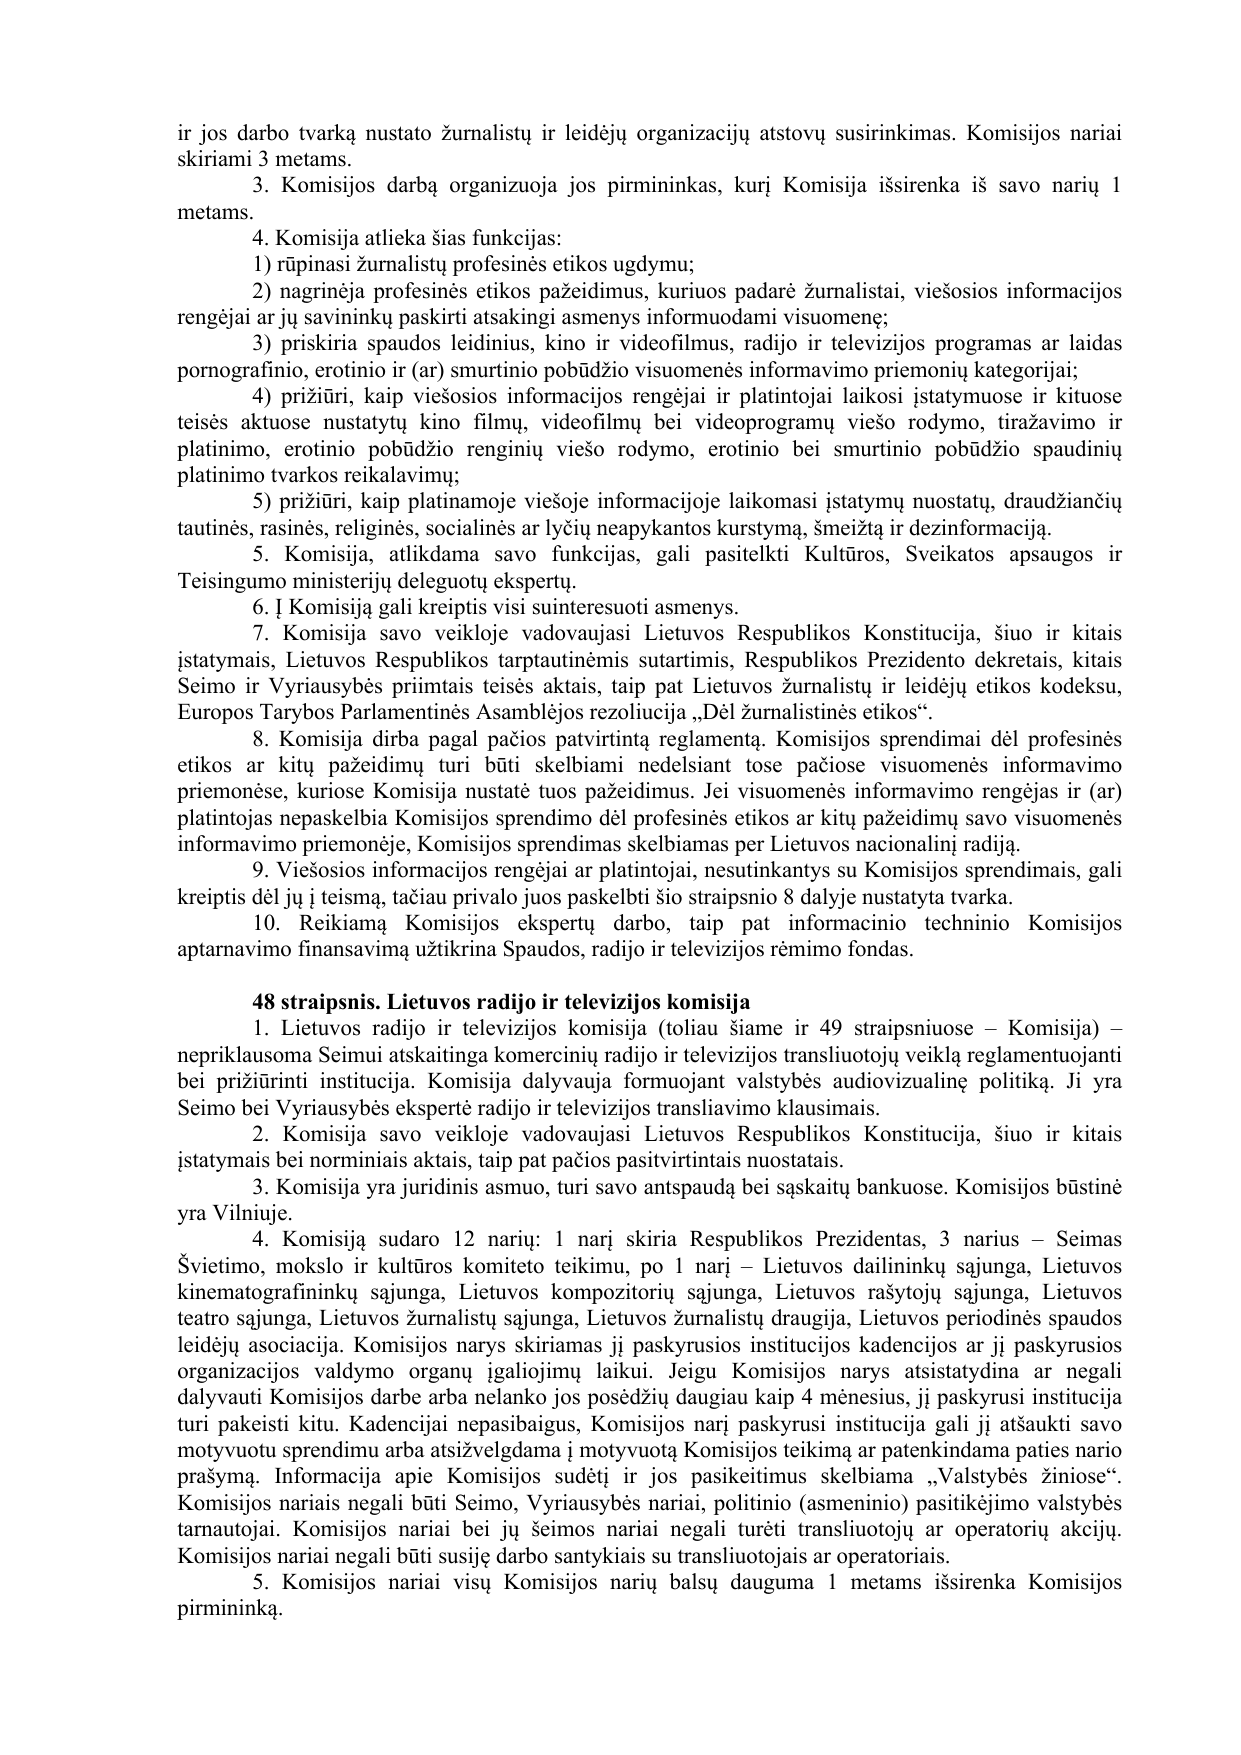 ir jos darbo tvarką nustato žurnalistų ir leidėjų organizacijų atstovų susirinkimas. Komisijos nariai
skiriami 3 metams.
3. Komisijos darbą organizuoja jos pirmininkas, kurį Komisija išsirenka iš savo narių 1
metams.
4. Komisija atlieka šias funkcijas:
1) rūpinasi žurnalistų profesinės etikos ugdymu;
2) nagrinėja profesinės etikos pažeidimus, kuriuos padarė žurnalistai, viešosios informacijos
rengėjai ar jų savininkų paskirti atsakingi asmenys informuodami visuomenę;
3) priskiria spaudos leidinius, kino ir videofilmus, radijo ir televizijos programas ar laidas
pornografinio, erotinio ir (ar) smurtinio pobūdžio visuomenės informavimo priemonių kategorijai;
4) prižiūri, kaip viešosios informacijos rengėjai ir platintojai laikosi įstatymuose ir kituose
teisės aktuose nustatytų kino filmų, videofilmų bei videoprogramų viešo rodymo, tiražavimo ir
platinimo, erotinio pobūdžio renginių viešo rodymo, erotinio bei smurtinio pobūdžio spaudinių
platinimo tvarkos reikalavimų;
5) prižiūri, kaip platinamoje viešoje informacijoje laikomasi įstatymų nuostatų, draudžiančių
tautinės, rasinės, religinės, socialinės ar lyčių neapykantos kurstymą, šmeižtą ir dezinformaciją.
5. Komisija, atlikdama savo funkcijas, gali pasitelkti Kultūros, Sveikatos apsaugos ir
Teisingumo ministerijų deleguotų ekspertų.
6. Į Komisiją gali kreiptis visi suinteresuoti asmenys.
7. Komisija savo veikloje vadovaujasi Lietuvos Respublikos Konstitucija, šiuo ir kitais
įstatymais, Lietuvos Respublikos tarptautinėmis sutartimis, Respublikos Prezidento dekretais, kitais
Seimo ir Vyriausybės priimtais teisės aktais, taip pat Lietuvos žurnalistų ir leidėjų etikos kodeksu,
Europos Tarybos Parlamentinės Asamblėjos rezoliucija „Dėl žurnalistinės etikos“.
8. Komisija dirba pagal pačios patvirtintą reglamentą. Komisijos sprendimai dėl profesinės
etikos ar kitų pažeidimų turi būti skelbiami nedelsiant tose pačiose visuomenės informavimo
priemonėse, kuriose Komisija nustatė tuos pažeidimus. Jei visuomenės informavimo rengėjas ir (ar)
platintojas nepaskelbia Komisijos sprendimo dėl profesinės etikos ar kitų pažeidimų savo visuomenės
informavimo priemonėje, Komisijos sprendimas skelbiamas per Lietuvos nacionalinį radiją.
9. Viešosios informacijos rengėjai ar platintojai, nesutinkantys su Komisijos sprendimais, gali
kreiptis dėl jų į teismą, tačiau privalo juos paskelbti šio straipsnio 8 dalyje nustatyta tvarka.
10. Reikiamą Komisijos ekspertų darbo, taip pat informacinio techninio Komisijos
aptarnavimo finansavimą užtikrina Spaudos, radijo ir televizijos rėmimo fondas.
48 straipsnis. Lietuvos radijo ir televizijos komisija
1. Lietuvos radijo ir televizijos komisija (toliau šiame ir 49 straipsniuose – Komisija) –
nepriklausoma Seimui atskaitinga komercinių radijo ir televizijos transliuotojų veiklą reglamentuojanti
bei prižiūrinti institucija. Komisija dalyvauja formuojant valstybės audiovizualinę politiką. Ji yra
Seimo bei Vyriausybės ekspertė radijo ir televizijos transliavimo klausimais.
2. Komisija savo veikloje vadovaujasi Lietuvos Respublikos Konstitucija, šiuo ir kitais
įstatymais bei norminiais aktais, taip pat pačios pasitvirtintais nuostatais.
3. Komisija yra juridinis asmuo, turi savo antspaudą bei sąskaitų bankuose. Komisijos būstinė
yra Vilniuje.
4. Komisiją sudaro 12 narių: 1 narį skiria Respublikos Prezidentas, 3 narius – Seimas
Švietimo, mokslo ir kultūros komiteto teikimu, po 1 narį – Lietuvos dailininkų sąjunga, Lietuvos
kinematografininkų sąjunga, Lietuvos kompozitorių sąjunga, Lietuvos rašytojų sąjunga, Lietuvos
teatro sąjunga, Lietuvos žurnalistų sąjunga, Lietuvos žurnalistų draugija, Lietuvos periodinės spaudos
leidėjų asociacija. Komisijos narys skiriamas jį paskyrusios institucijos kadencijos ar jį paskyrusios
organizacijos valdymo organų įgaliojimų laikui. Jeigu Komisijos narys atsistatydina ar negali
dalyvauti Komisijos darbe arba nelanko jos posėdžių daugiau kaip 4 mėnesius, jį paskyrusi institucija
turi pakeisti kitu. Kadencijai nepasibaigus, Komisijos narį paskyrusi institucija gali jį atšaukti savo
motyvuotu sprendimu arba atsižvelgdama į motyvuotą Komisijos teikimą ar patenkindama paties nario
prašymą. Informacija apie Komisijos sudėtį ir jos pasikeitimus skelbiama „Valstybės žiniose“.
Komisijos nariais negali būti Seimo, Vyriausybės nariai, politinio (asmeninio) pasitikėjimo valstybės
tarnautojai. Komisijos nariai bei jų šeimos nariai negali turėti transliuotojų ar operatorių akcijų.
Komisijos nariai negali būti susiję darbo santykiais su transliuotojais ar operatoriais.
5. Komisijos nariai visų Komisijos narių balsų dauguma 1 metams išsirenka Komisijos
pirmininką.